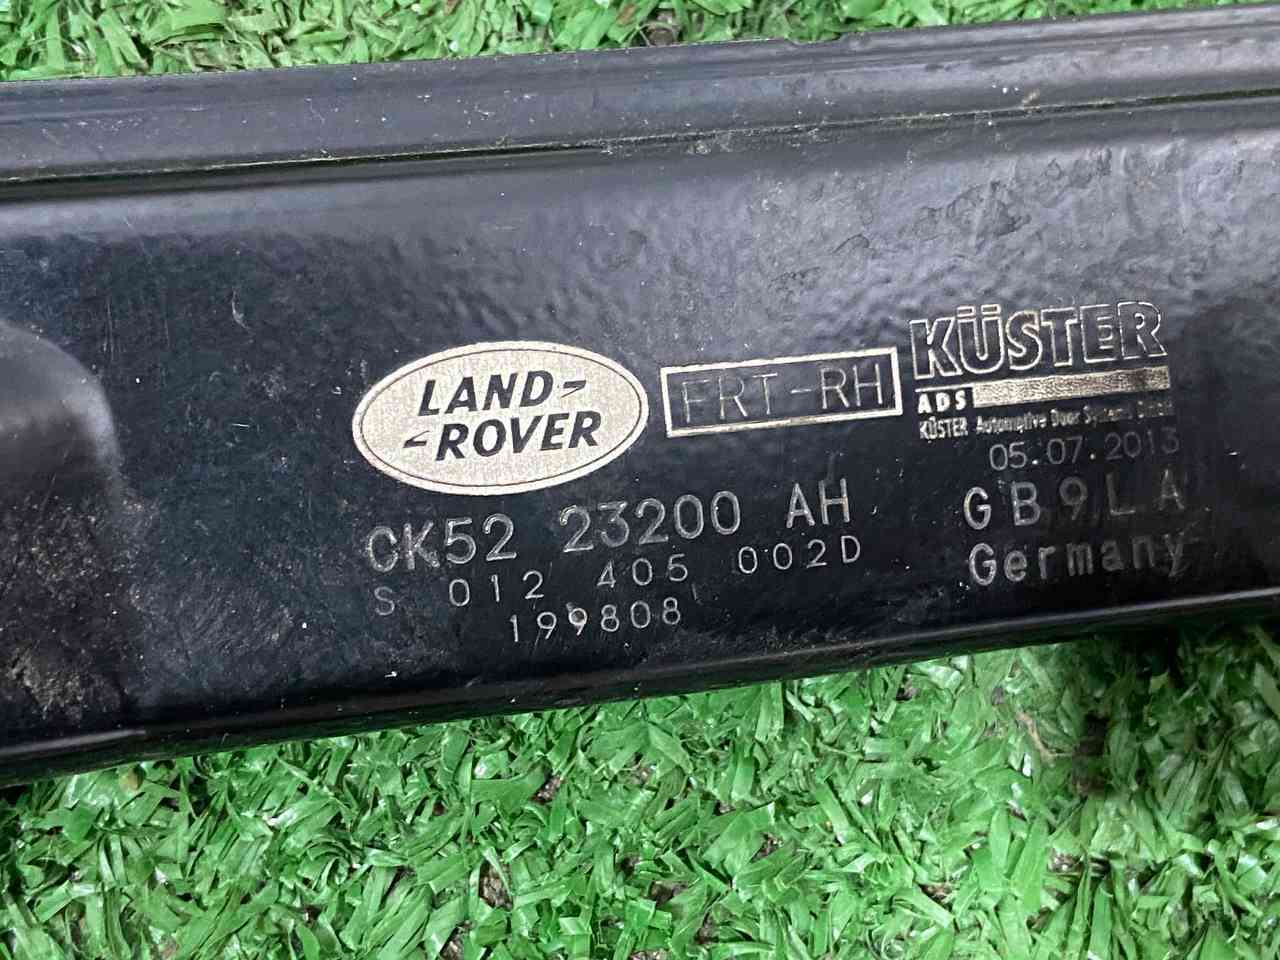 LAND-
-ROVER
FRT-RH
KÜSTER
ADS
KÜSTER Automotive Door Systems GmbH
05.07.2013
CK52 23200 AH
GB9LA
S 012 405 002D
Germany
199808